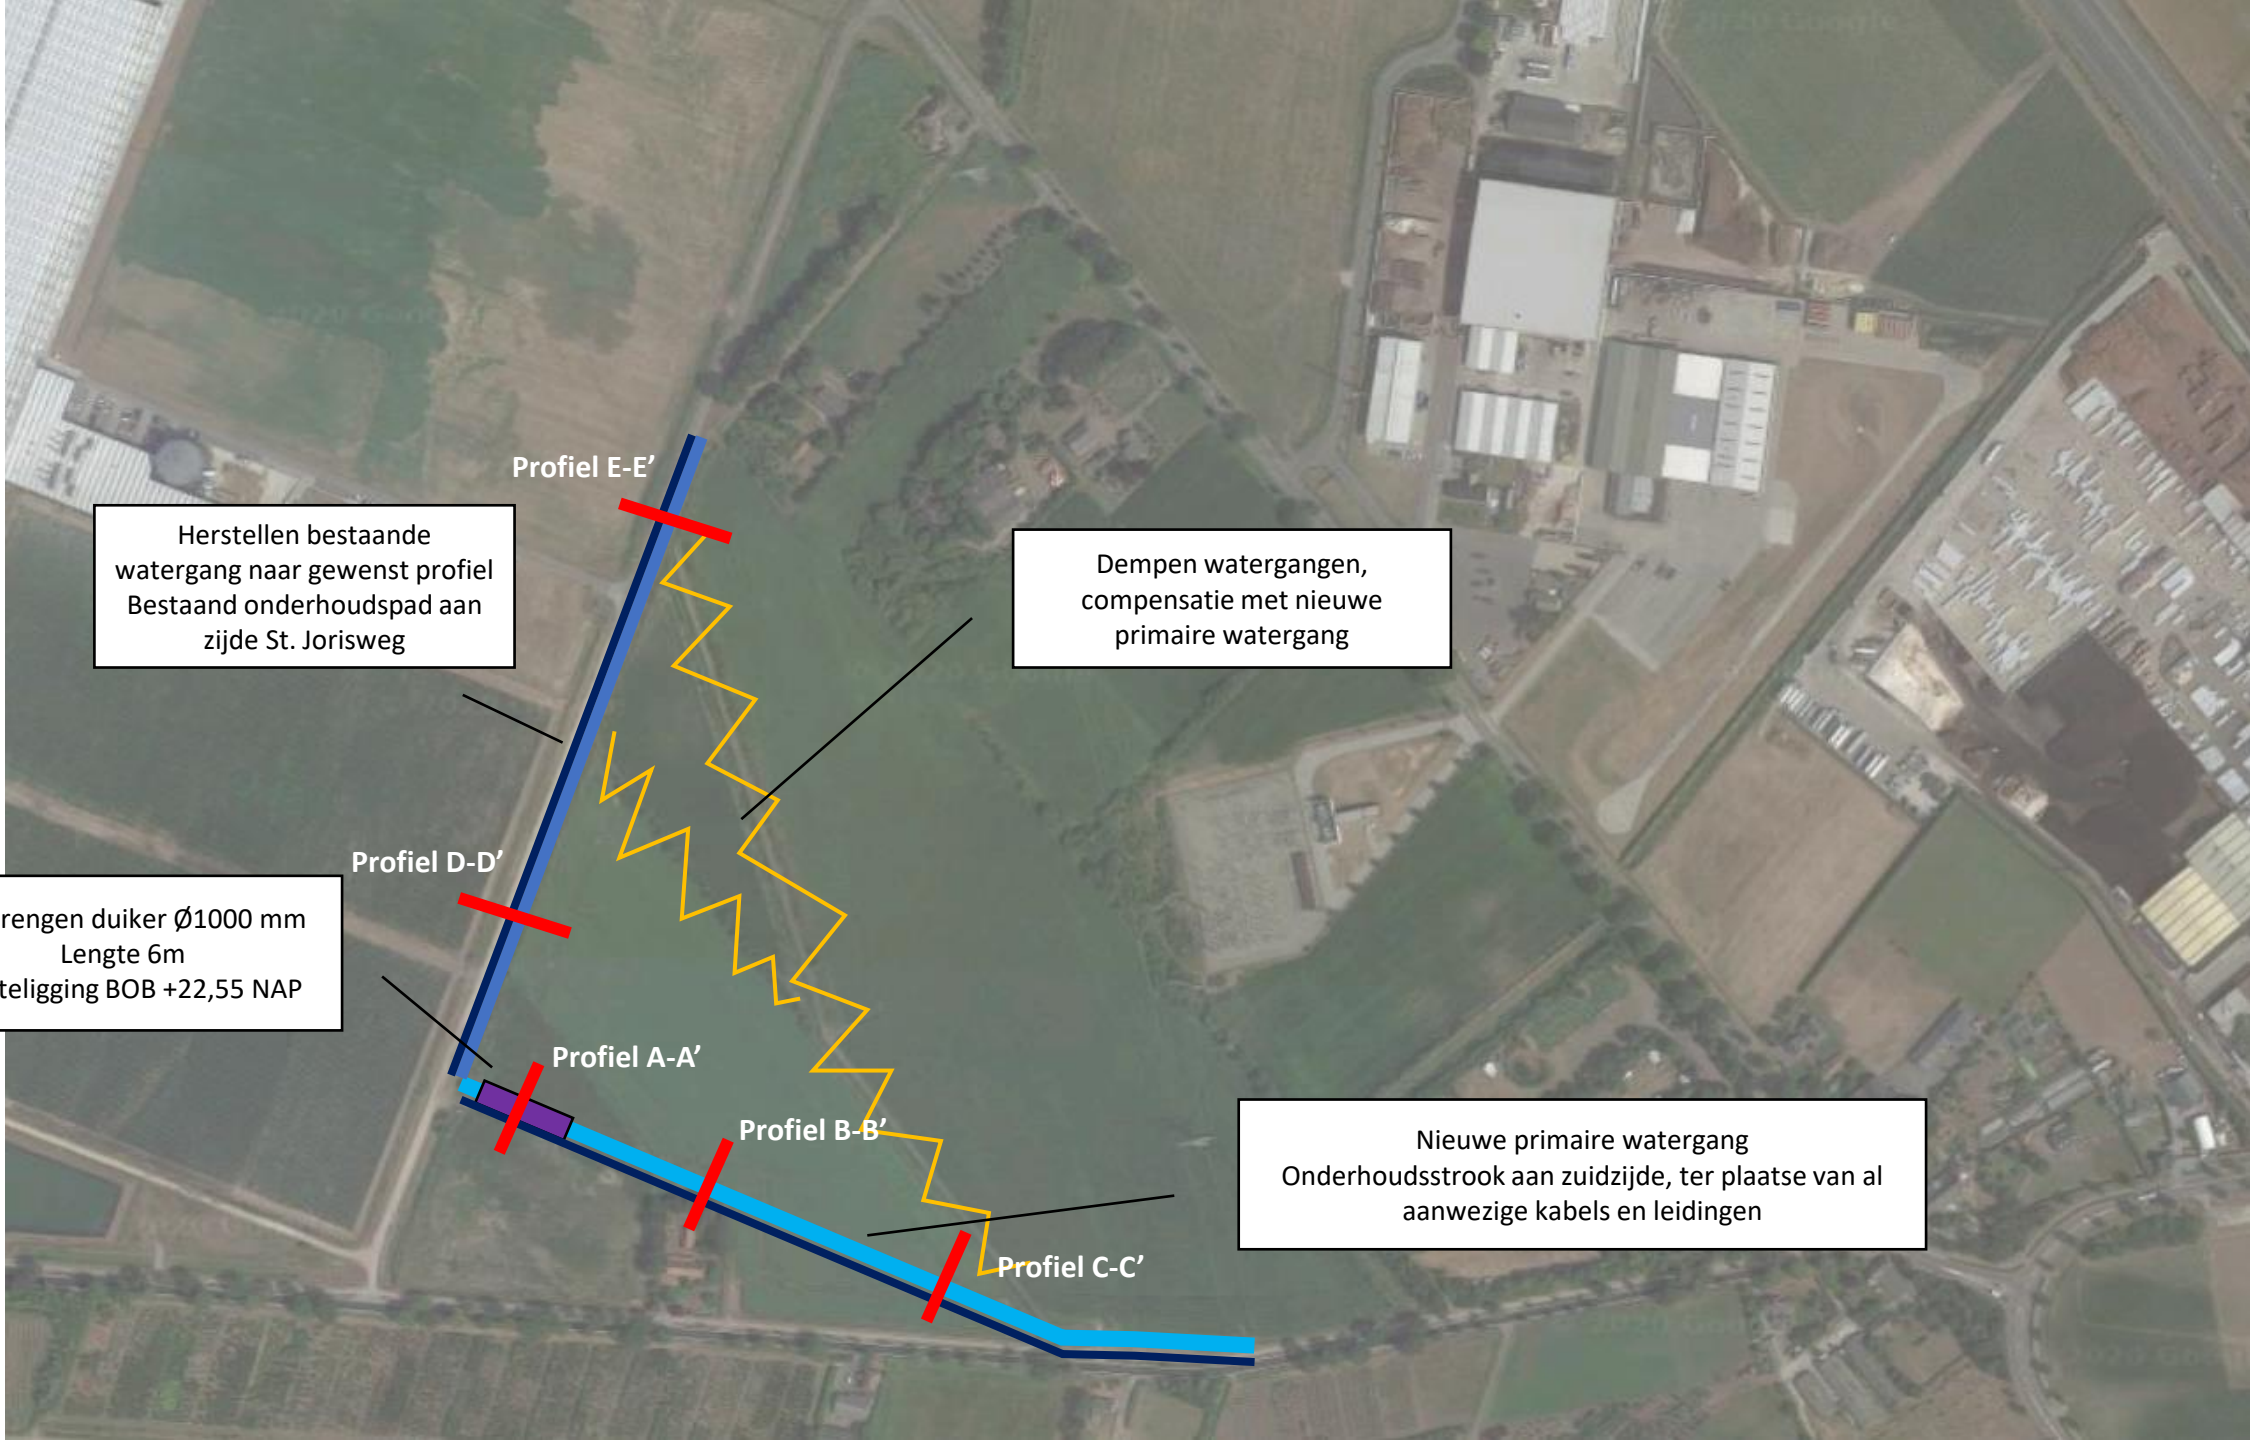 Profiel E-E’
Herstellen bestaande
watergang naar gewenst profiel
Bestaand onderhoudspad aan
zijde St. Jorisweg
Dempen watergangen,
compensatie met nieuwe
primaire watergang
Profiel D-D’
rengen duiker Ø1000 mm
Lengte 6m
teligging BOB +22,55 NAP
Profiel A-A’
Profiel B-B’
Nieuwe primaire watergang
Onderhoudsstrook aan zuidzijde, ter plaatse van al
aanwezige kabels en leidingen
Profiel C-C’